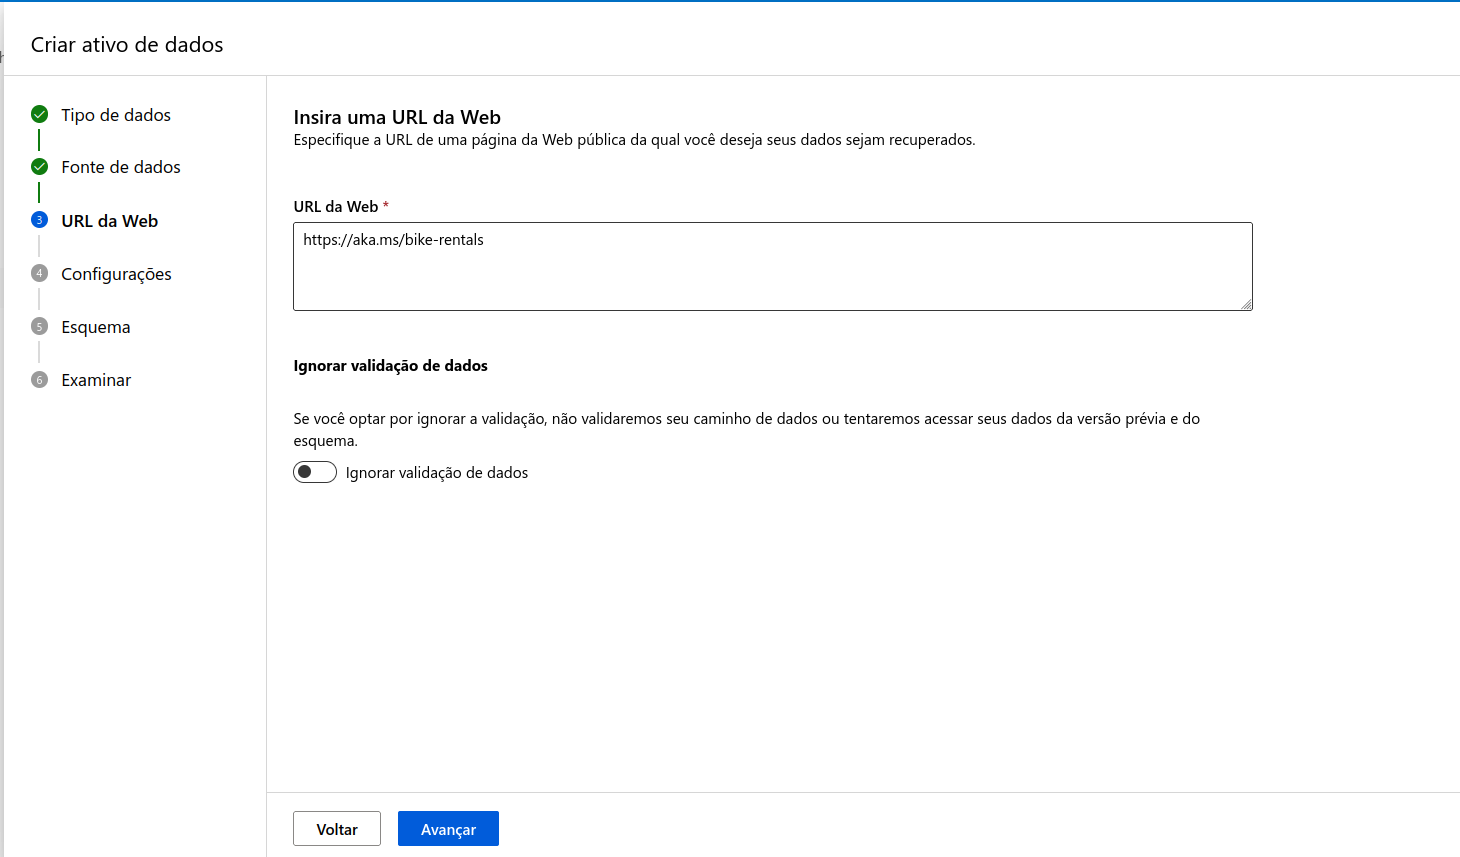 Criar ativo de dados
Tipo de dados
Fonte de dados
3 URL da Web
4 Configurações
5 Esquema
6 Examinar
Insira uma URL da Web
Especifique a URL de uma página da Web pública da qual você deseja seus dados sejam recuperados.
URL da Web *
https://aka.ms/bike-rentals
Ignorar validação de dados
Se você optar por ignorar a validação, não validaremos seu caminho de dados ou tentaremos acessar seus dados da versão prévia e do
esquema.
Ignorar validação de dados
Voltar
Avançar